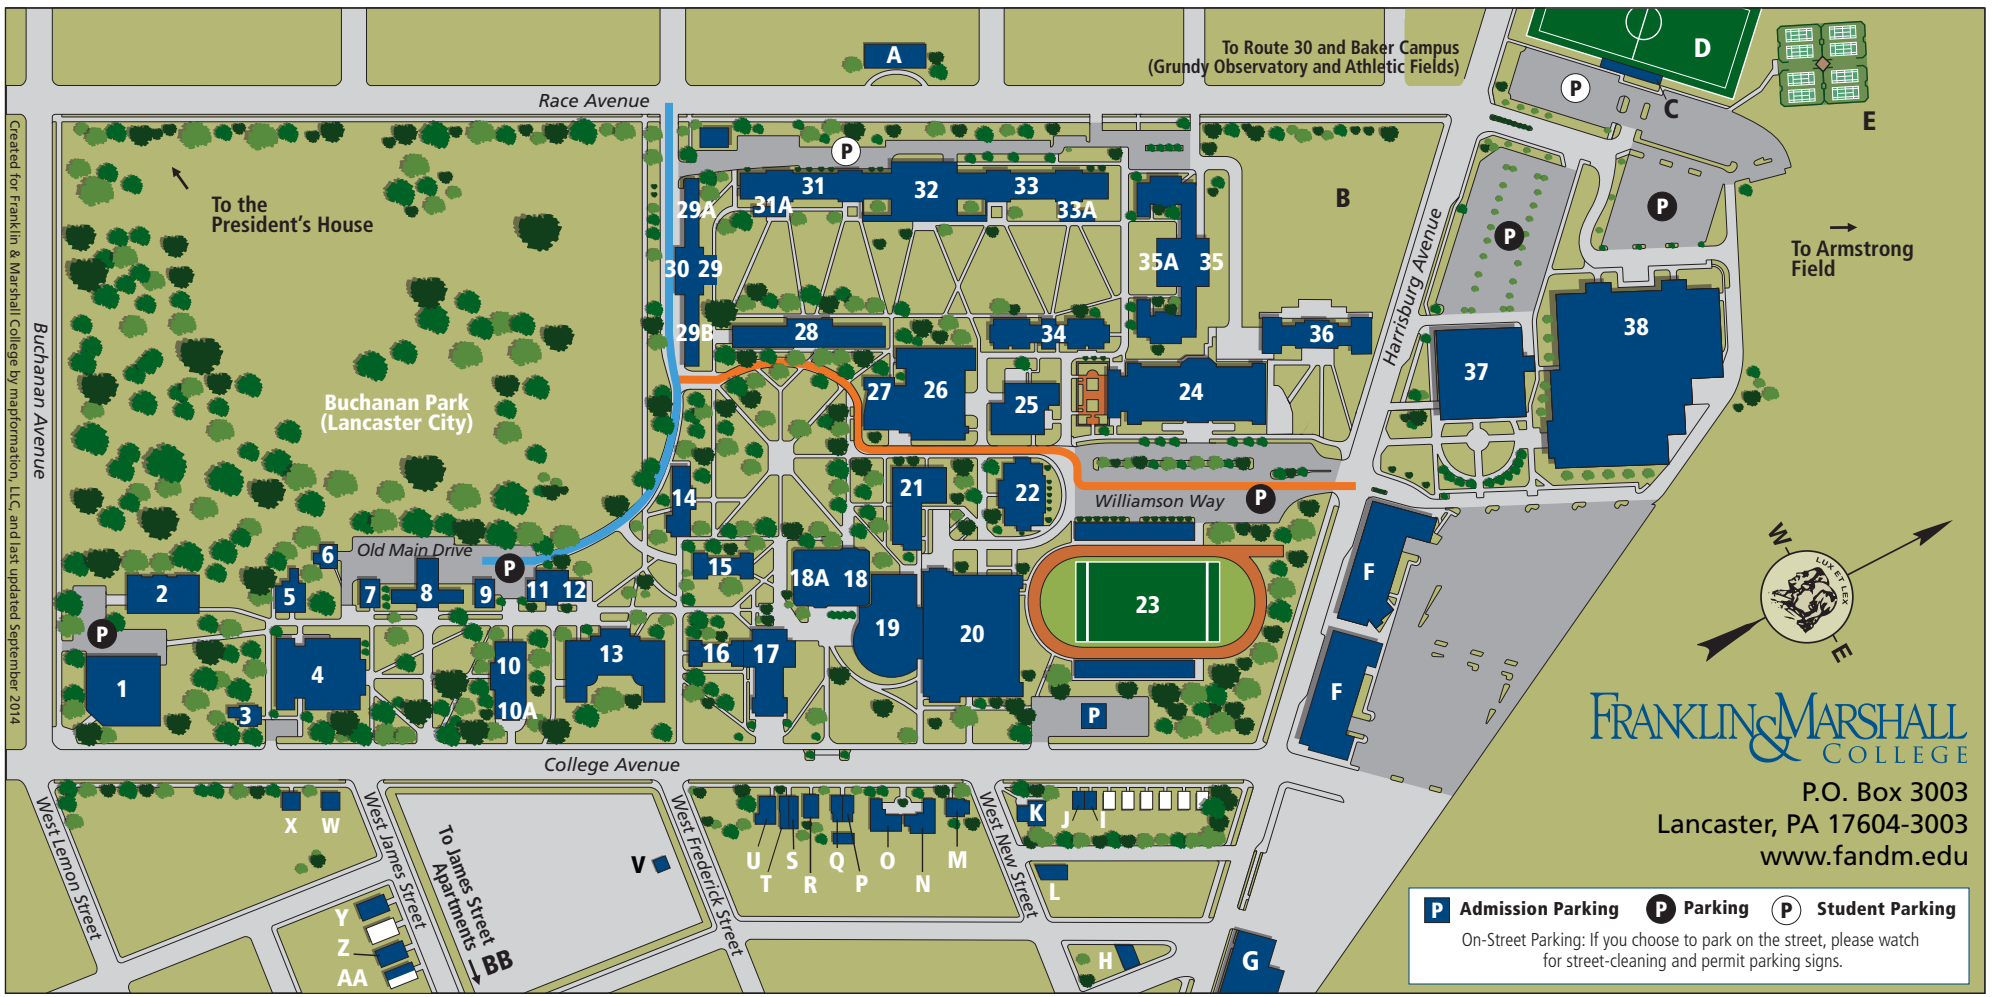 A
To Route 30 and Baker Campus
(Grundy Observatory and Athletic Fields)
D
E
C
P
Race Avenue
P
Created for Franklin & Marshall College by mapformation, LLC, and last updated September 2014
To the
President's House
31
32
33
31A
33A
29A
B
P
P
To Armstrong
Field
30
29
35A
35
Harrisburg Avenue
29B
28
34
36
38
37
Buchanan Avenue
Buchanan Park
(Lancaster City)
27
26
25
24
14
21
22
Williamson Way
P
Old Main Drive
P
6
2
5
7
8
9
11
12
15
18A
18
23
F
W
LUX ET LEX
E
P
1
3
4
10
10A
13
16
17
19
20
P
F
FRANKLIN & MARSHALL
COLLEGE
P.O. Box 3003
Lancaster, PA 17604-3003
www.fandm.edu
College Avenue
West Lemon Street
X
W
West James Street
To James Street
Apartments
BB
V
West Frederick Street
U
T
S
R
Q
P
O
N
M
West New Street
K
J
I
L
H
G
Y
Z
AA
P Admission Parking P Parking P Student Parking
On-Street Parking: If you choose to park on the street, please watch
for street-cleaning and permit parking signs.